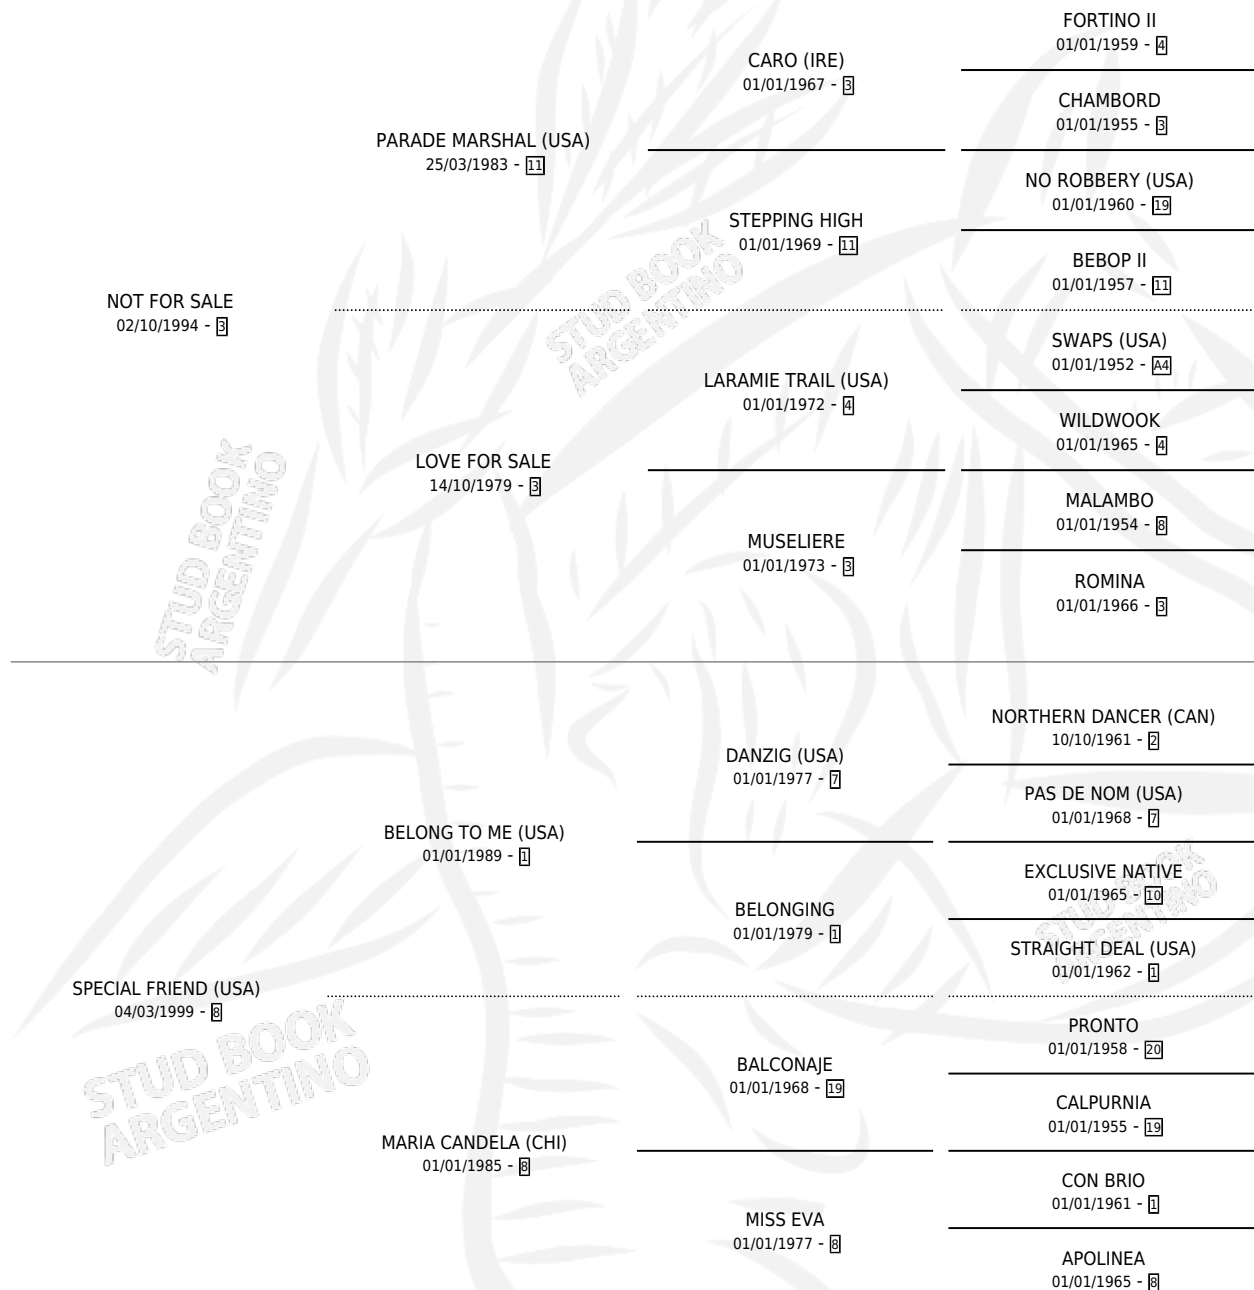 FORTINO II
01/01/1959 - 4
CARO (IRE)
01/01/1967 - 3
CHAMBORD
01/01/1955 - 3
PARADE MARSHAL (USA)
25/03/1983 - 11
NO ROBBERY (USA)
01/01/1960 - 19
STEPPING HIGH
01/01/1969 - 11
BEBOP II
01/01/1957 - 11
NOT FOR SALE
02/10/1994 - 3
STUD BOOK
ARGENTINO
SWAPS (USA)
01/01/1952 - A4
LARAMIE TRAIL (USA)
01/01/1972 - 4
WILDWOOK
01/01/1965 - 4
LOVE FOR SALE
14/10/1979 - 3
MALAMBO
01/01/1954 - 8
MUSELIERE
01/01/1973 - 3
ROMINA
01/01/1966 - 3
STUD BOOK
ARGENTINO
NORTHERN DANCER (CAN)
10/10/1961 - 2
DANZIG (USA)
01/01/1977 - 7
PAS DE NOM (USA)
01/01/1968 - 7
BELONG TO ME (USA)
01/01/1989 - 1
EXCLUSIVE NATIVE
01/01/1965 - 10
BELONGING
01/01/1979 - 1
STUD BOOK
ARGENTINO
STRAIGHT DEAL (USA)
01/01/1962 - 1
SPECIAL FRIEND (USA)
04/03/1999 - 8
PRONTO
01/01/1958 - 20
BALCONAJE
01/01/1968 - 19
STUD BOOK
ARGENTINO
CALPURNIA
01/01/1955 - 19
MARIA CANDELA (CHI)
01/01/1985 - 8
CON BRIO
01/01/1961 - 1
MISS EVA
01/01/1977 - 8
APOLINEA
01/01/1965 - 8